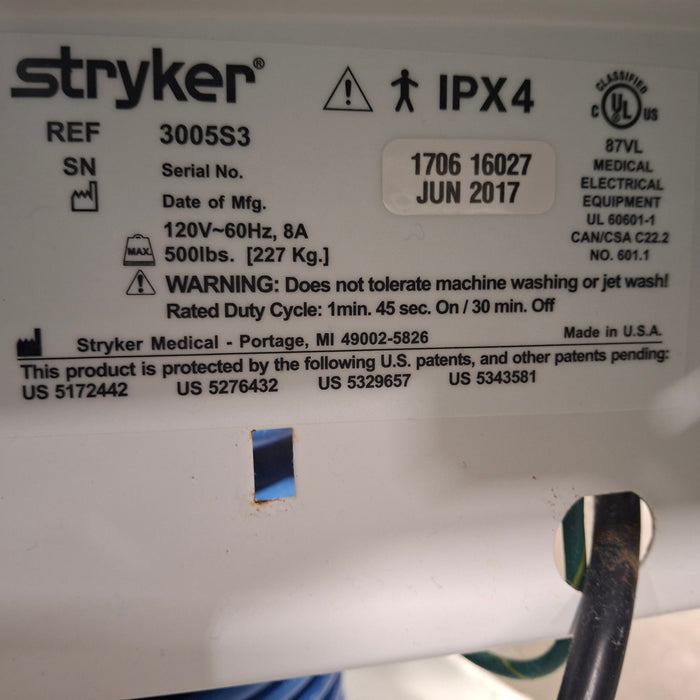 stryker®
IPX4
CLASSIFIED
C UL US
REF 3005S3
87VL
SN Serial No.
1706 16027
MEDICAL
ELECTRICAL
Date of Mfg.
JUN 2017
EQUIPMENT
UL 60601-1
120V~60Hz, 8A
CAN/CSA C22.2
MAX. 500lbs. [227 Kg.]
NO. 601.1
WARNING: Does not tolerate machine washing or jet wash!
Rated Duty Cycle: 1min. 45 sec. On / 30 min. Off
Stryker Medical - Portage, MI 49002-5826
Made in U.S.A.
This product is protected by the following U.S. patents, and other patents pending:
US 5172442 US 5276432 US 5329657 US 5343581